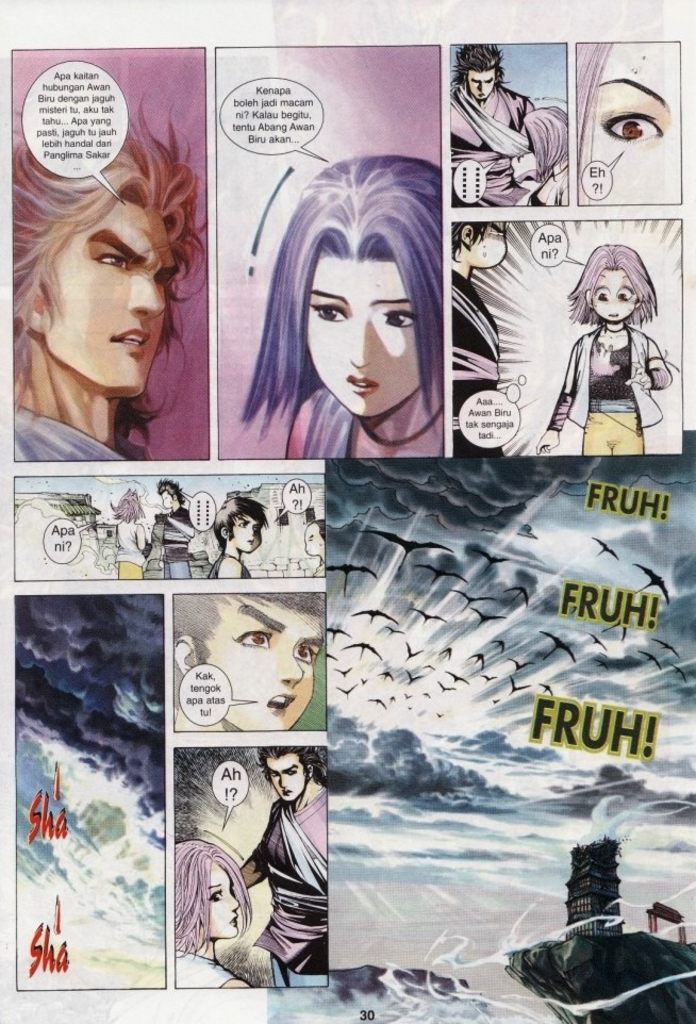 Apa kaitan
hubungan Awan
Biru dengan jaguh
misteri tu, aku tak
tahu... Apa yang
pasti, jaguh tu jauh
lebih handal dari
Panglima Sakar
...
Kenapa
boleh jadi macam
ni? Kalau begitu,
tentu Abang Awan
Biru akan...
Eh
?!
Apa
ni?
Aaa....
Awan Biru
tak sengaja
tadi...
Apa
ni?
Ah
?!
FRUH!
FRUH!
FRUH!
Kak,
tengok
apa atas
tu!
Sha
Sha
Ah
!?
30